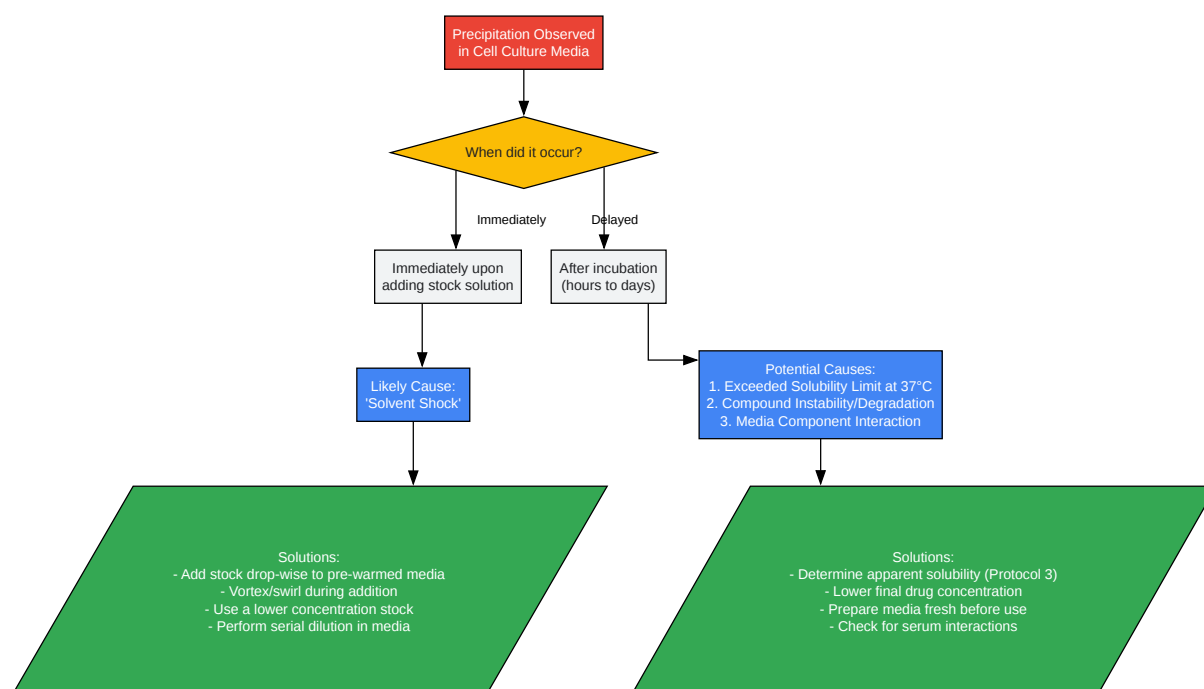 Precipitation Observed
in Cell Culture Media
When did it occur?
Immediately
Delayed
Immediately upon
adding stock solution
After incubation
(hours to days)
Likely Cause:
'Solvent Shock'
Potential Causes:
1. Exceeded Solubility Limit at 37°C
2. Compound Instability/Degradation
3. Media Component Interaction
Solutions:
- Add stock drop-wise to pre-warmed media
- Vortex/swirl during addition
- Use a lower concentration stock
- Perform serial dilution in media
Solutions:
- Determine apparent solubility (Protocol 3)
- Lower final drug concentration
- Prepare media fresh before use
- Check for serum interactions